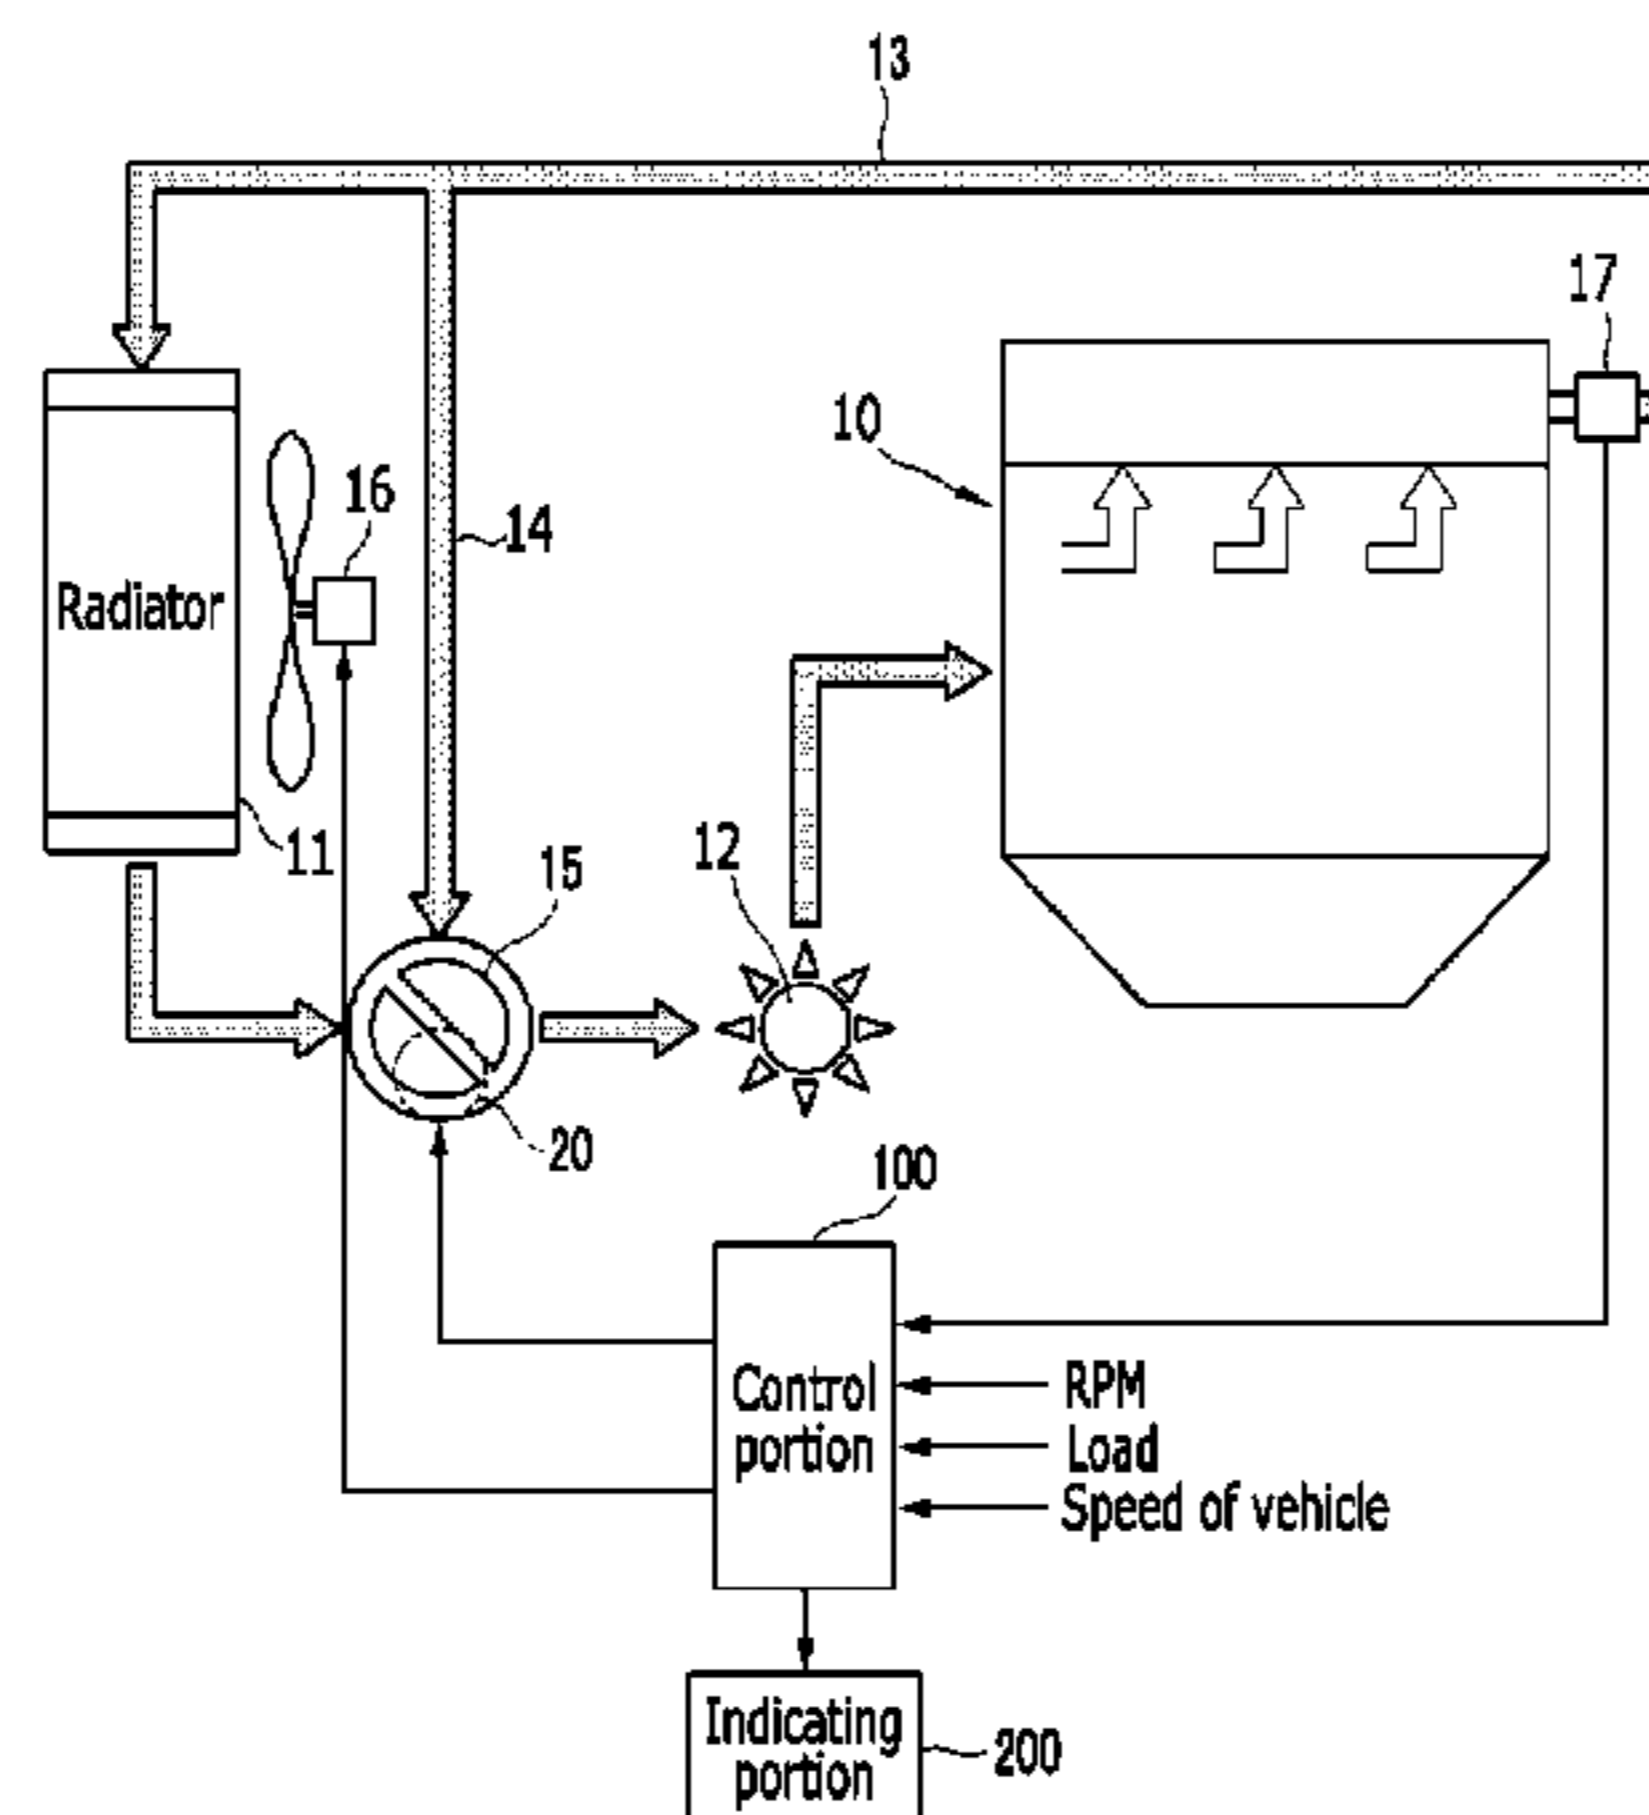 13
17
10
16
14
Radiator
12
15
11
20
100
Control
portion
RPM
Load
Speed of vehicle
Indicating
portion
200